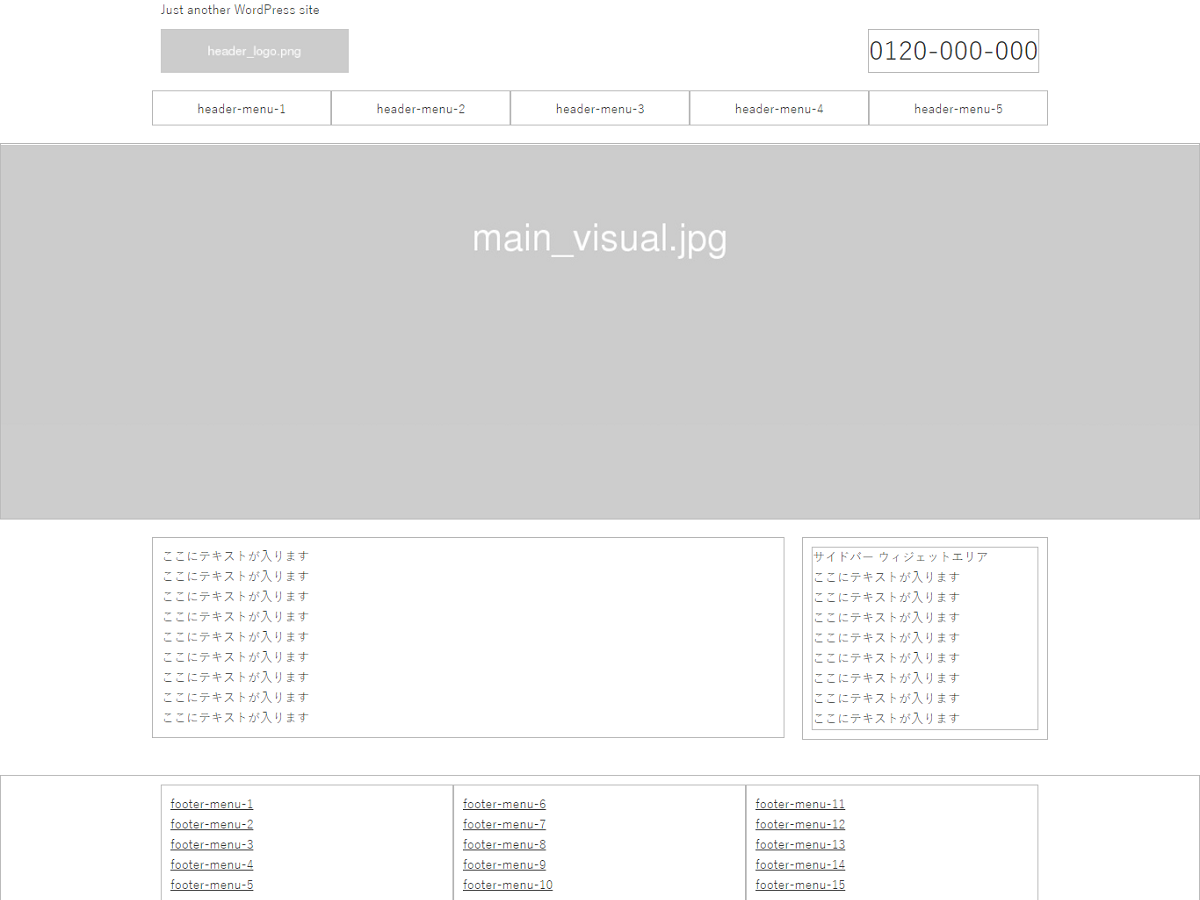 Just another WordPress site
header_logo.png
0120-000-000
header-menu-1
header-menu-2
header-menu-3
header-menu-4
header-menu-5
main_visual.jpg
ここにテキストが入ります
ここにテキストが入ります
ここにテキストが入ります
ここにテキストが入ります
ここにテキストが入ります
ここにテキストが入ります
ここにテキストが入ります
ここにテキストが入ります
ここにテキストが入ります
サイドバー ウィジェットエリア
ここにテキストが入ります
ここにテキストが入ります
ここにテキストが入ります
ここにテキストが入ります
ここにテキストが入ります
ここにテキストが入ります
ここにテキストが入ります
ここにテキストが入ります
footer-menu-1
footer-menu-2
footer-menu-3
footer-menu-4
footer-menu-5
footer-menu-6
footer-menu-7
footer-menu-8
footer-menu-9
footer-menu-10
footer-menu-11
footer-menu-12
footer-menu-13
footer-menu-14
footer-menu-15